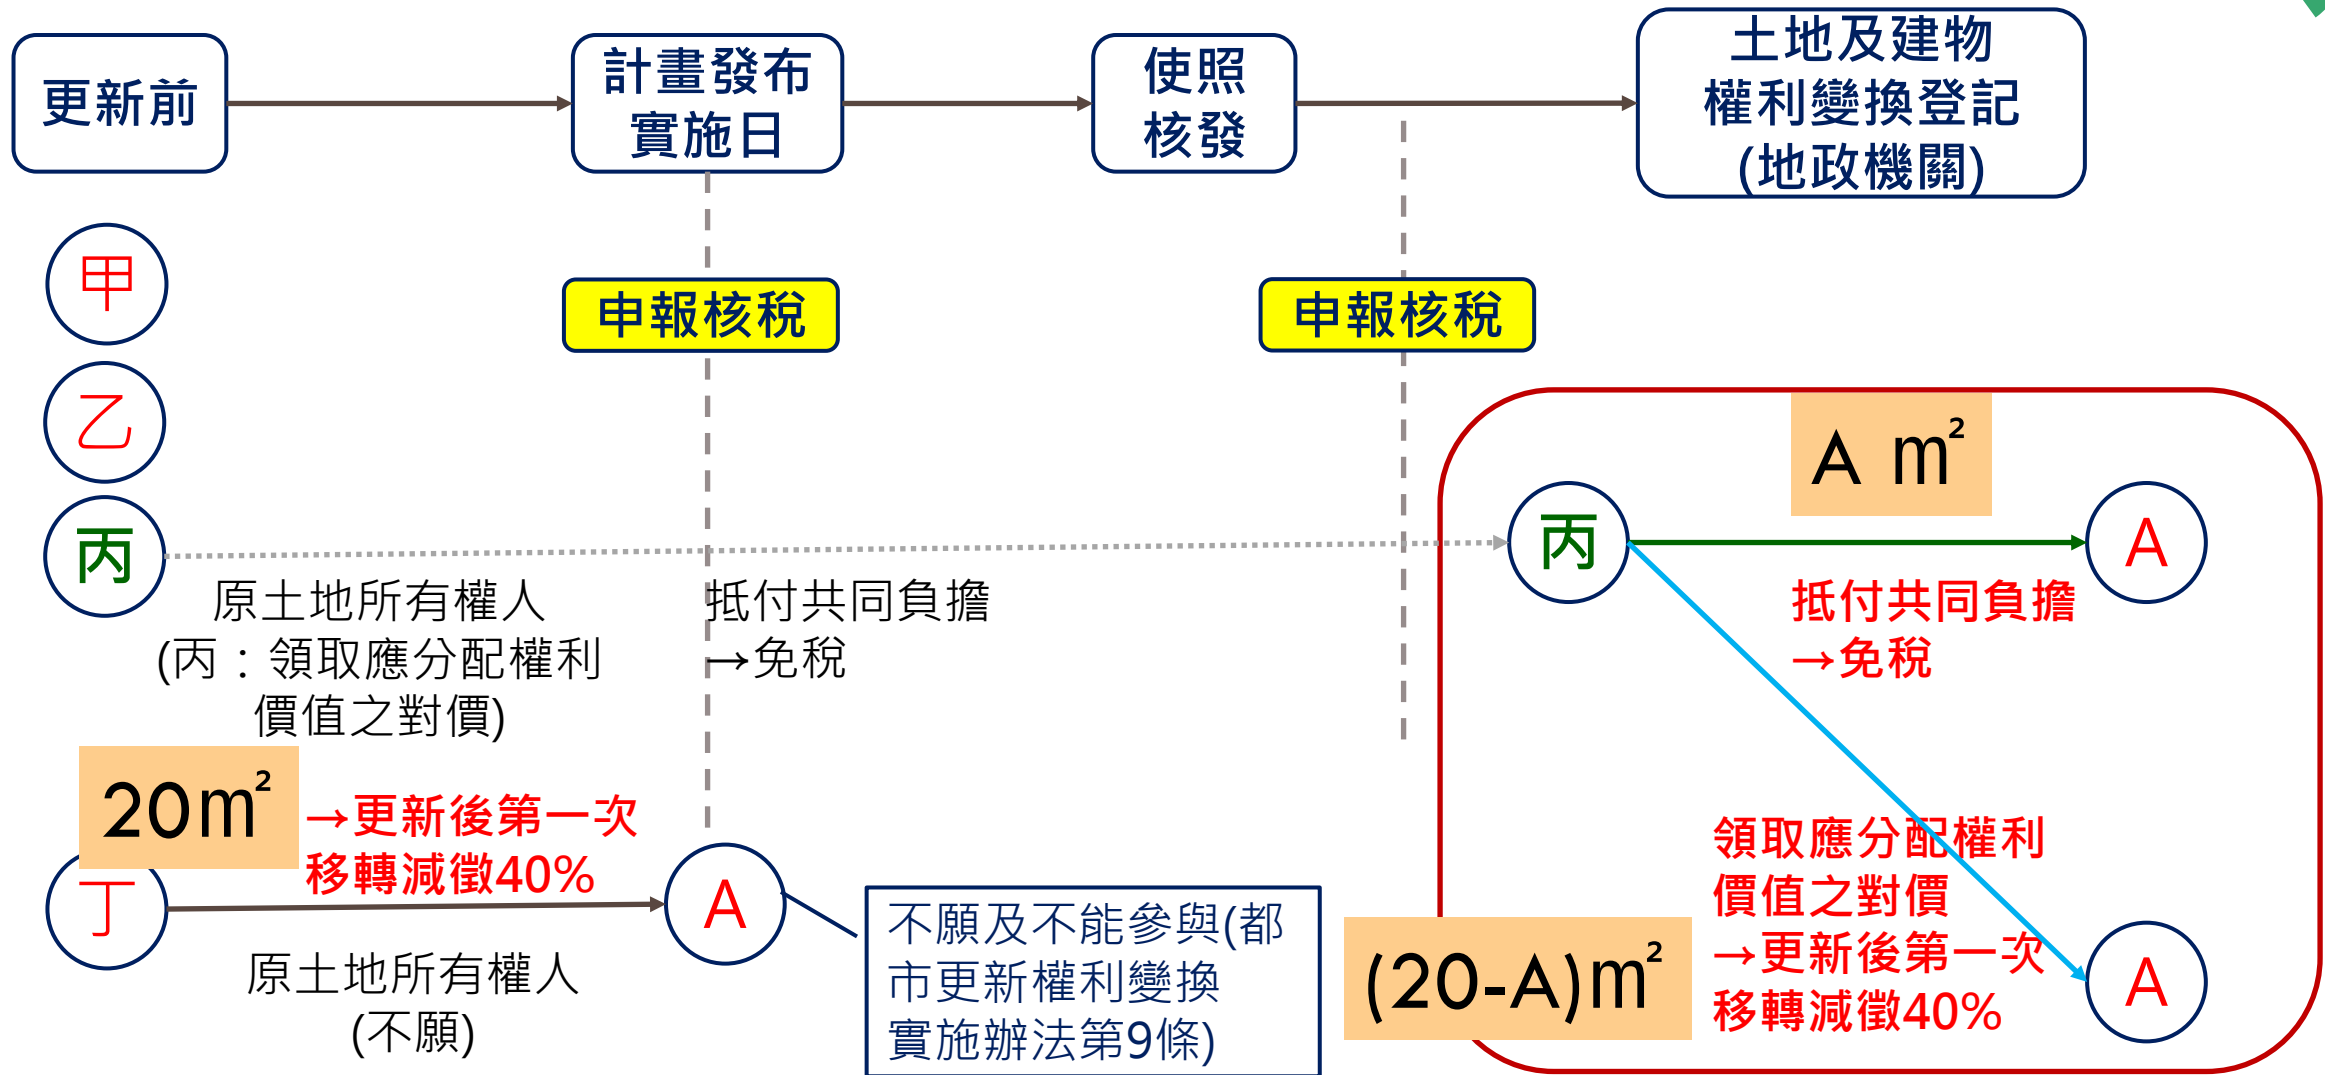 更新前
計畫發布
實施日
使照
核發
土地及建物
權利變換登記
(地政機關)
甲
申報核稅
申報核稅
乙
丙
原土地所有權人
(丙：領取應分配權利
價值之對價)
抵付共同負擔
→免稅
丙
A m²
A
抵付共同負擔
→免稅
20m²
→更新後第一次
移轉減徵40%
丁
A
原土地所有權人
(不願)
不願及不能參與(都
市更新權利變換
實施辦法第9條)
(20-A)m²
領取應分配權利
價值之對價
→更新後第一次
移轉減徵40%
A